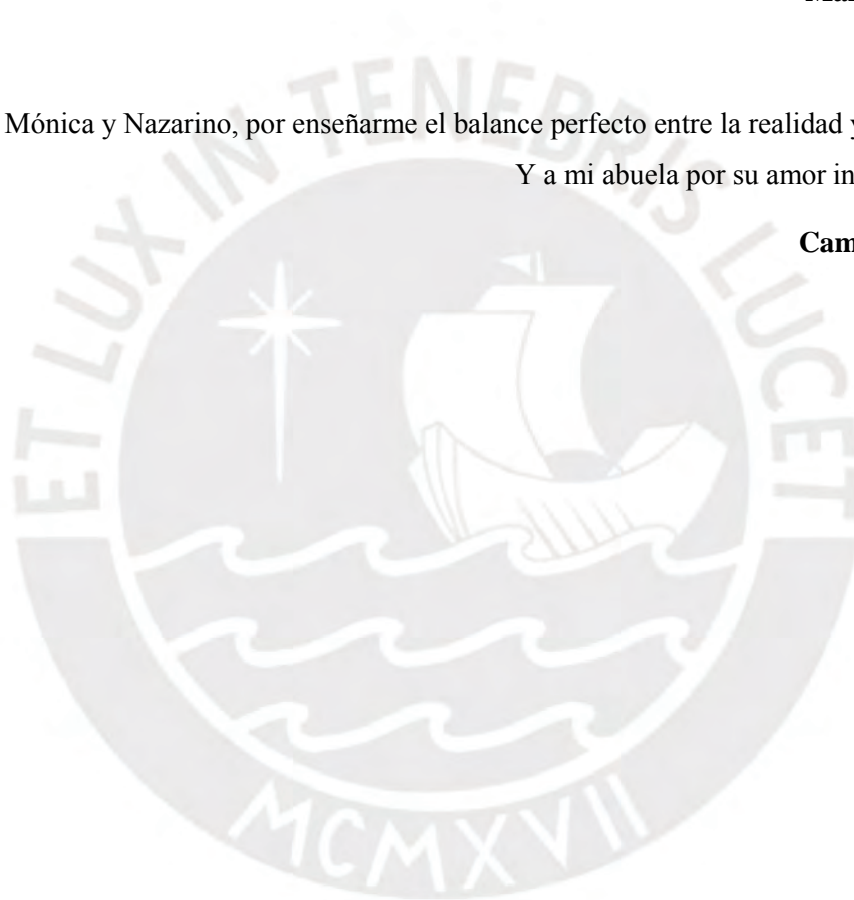 Mónica y Nazarino, por enseñarme el balance perfecto entre la realidad y
Y a mi abuela por su amor in
Cam
ET LUX IN TENEBRIS LUCET
MCMXVII